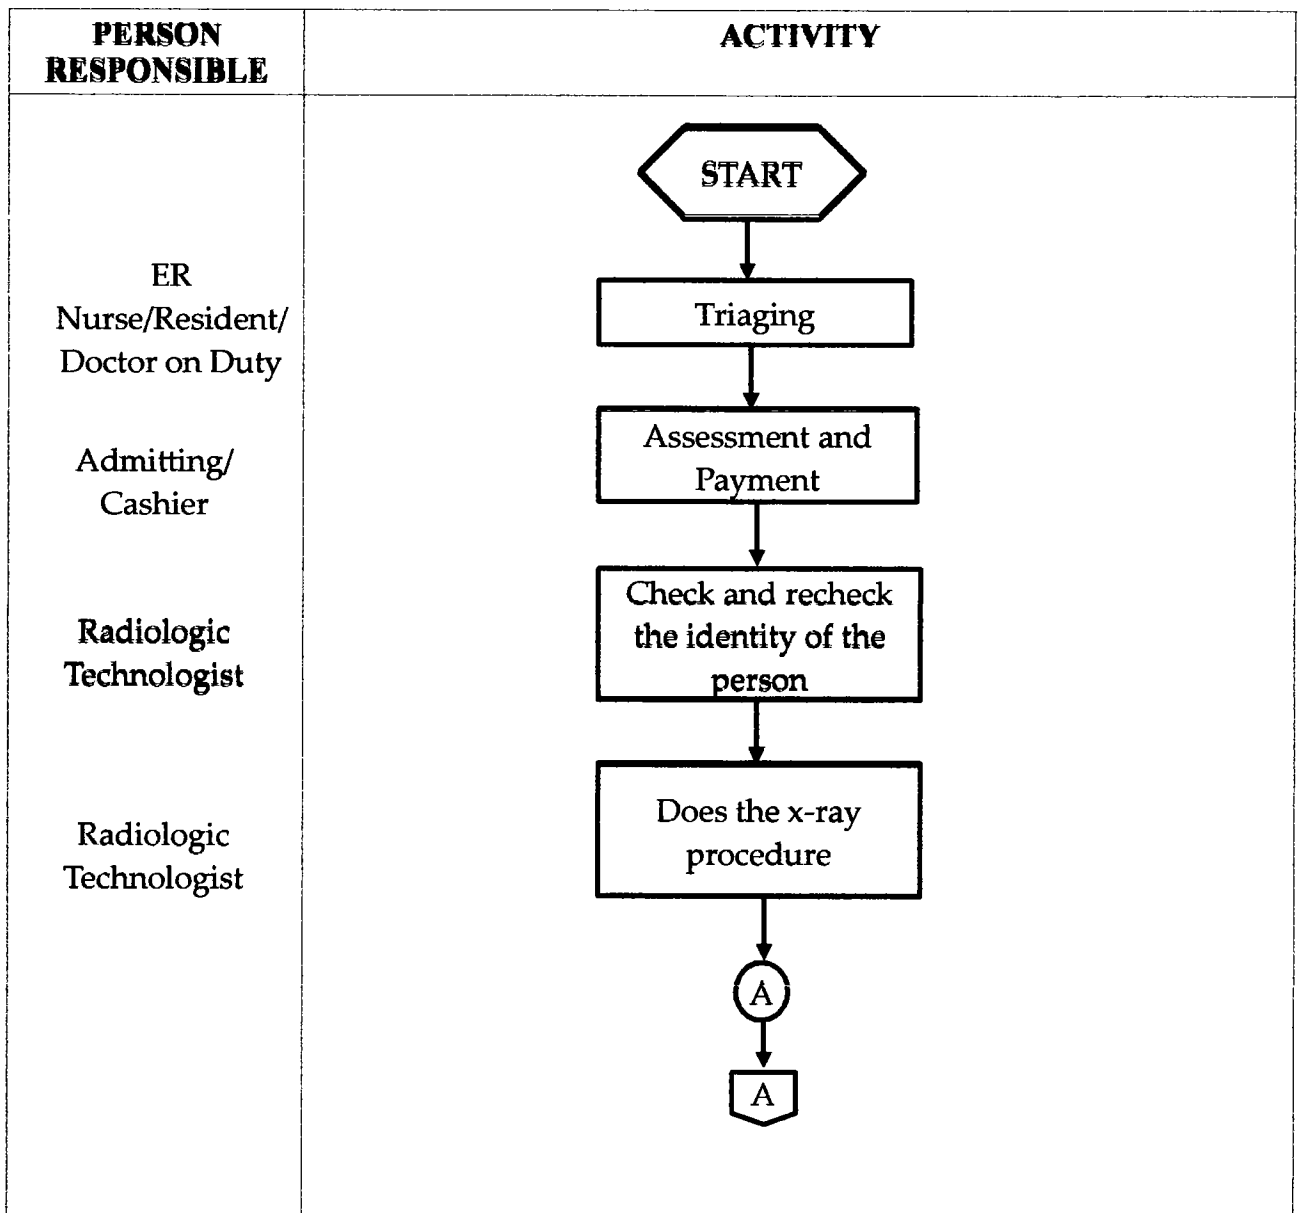 PERSON
RESPONSIBLE
ACTIVITY
START
ER
Nurse/Resident/
Doctor on Duty
Triaging
Admitting/
Cashier
Assessment and
Payment
Radiologic
Technologist
Check and recheck
the identity of the
person
Radiologic
Technologist
Does the x-ray
procedure
A
A